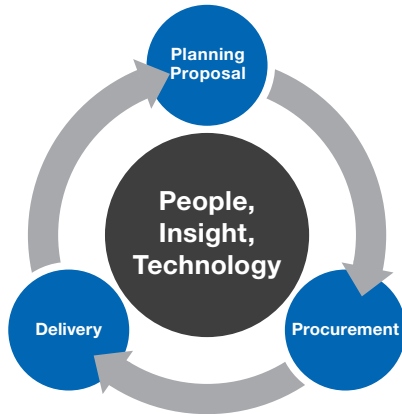 Planning
Proposal
People,
Insight,
Technology
Delivery
Procurement